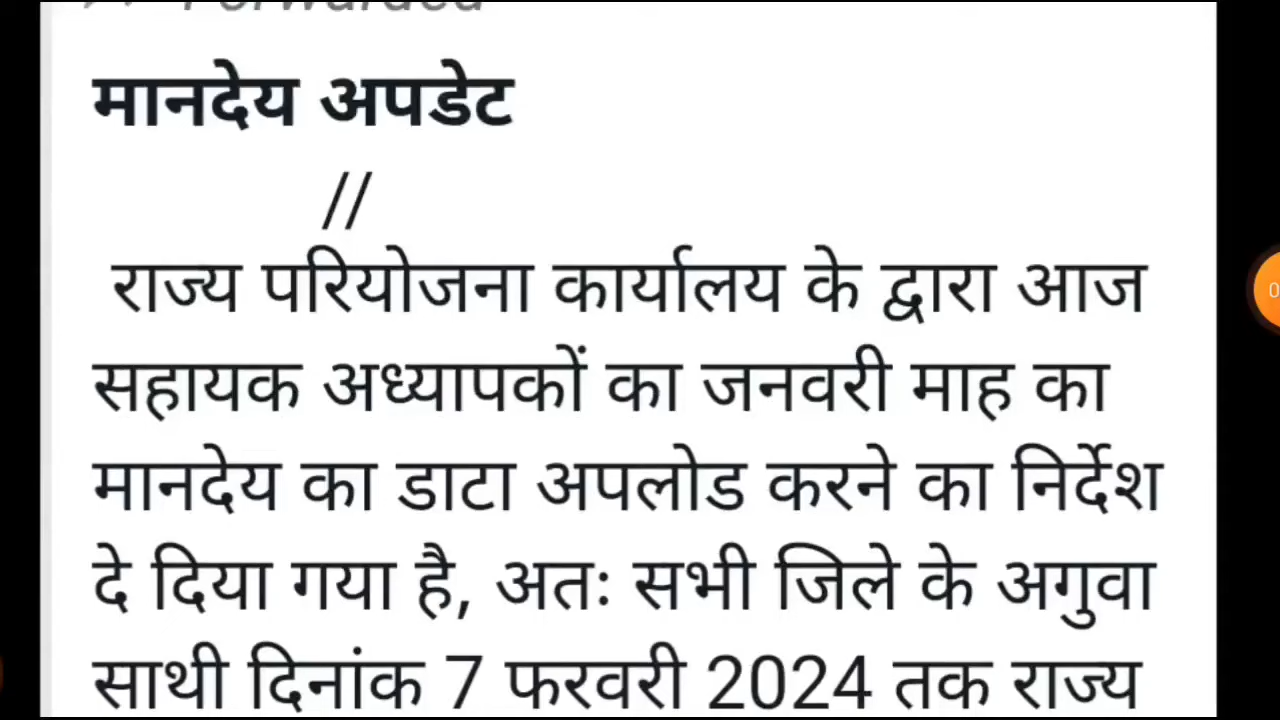 Forwarded
मानदेय अपडेट
//
राज्य परियोजना कार्यालय के द्वारा आज
सहायक अध्यापकों का जनवरी माह का
मानदेय का डाटा अपलोड करने का निर्देश
दे दिया गया है, अतः सभी जिले के अगुवा
साथी दिनांक 7 फरवरी 2024 तक राज्य